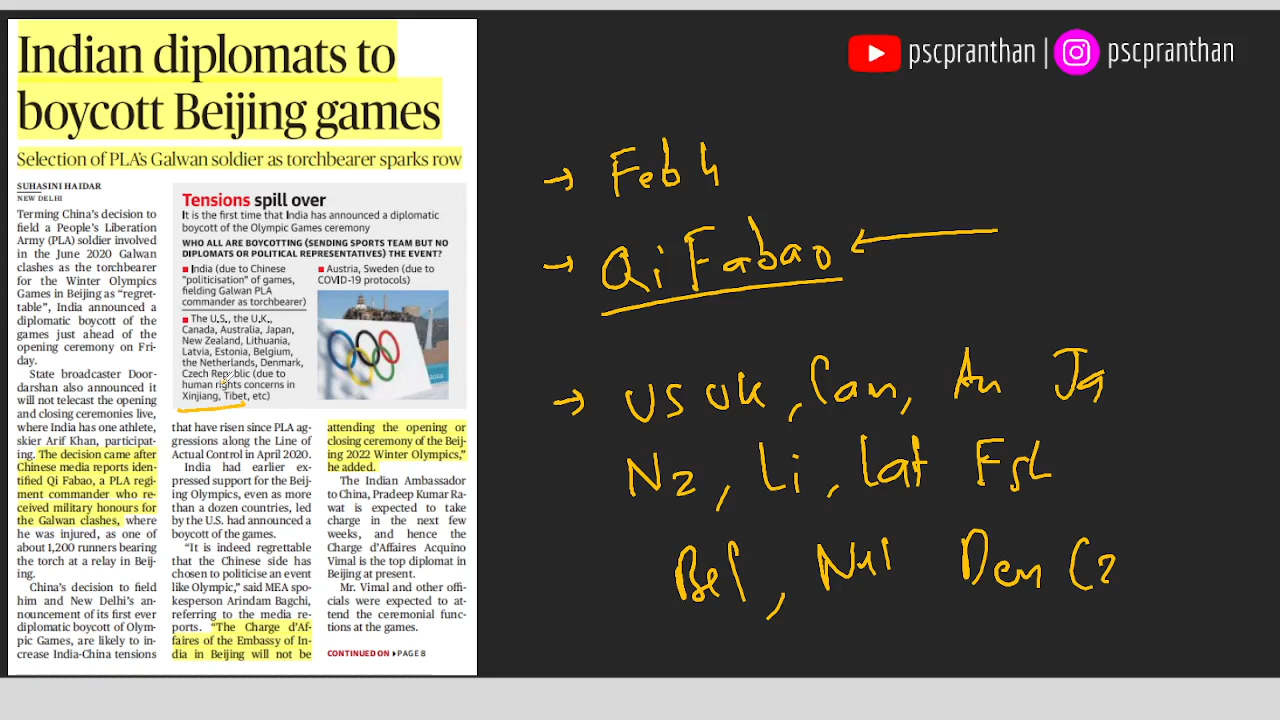 Indian diplomats to
boycott Beijing games
Selection of PLA's Galwan soldier as torchbearer sparks row
SUHASINI HAIDAR
NEW DELHI
Terming China's decision to
field a People's Liberation
Army (PLA) soldier involved
in the June 2020 Galwan
clashes as the torchbearer
for the Winter Olympics
Games in Beijing as "regret-
table", India announced a
diplomatic boycott of the
games just ahead of the
opening ceremony on Fri-
day.
State broadcaster Door-
darshan also announced it
will not telecast the opening
and closing ceremonies live,
where India has one athlete,
skier Arif Khan, participat-
ing. The decision came after
Chinese media reports iden-
tified Qi Fabao, a PLA regi-
ment commander who re-
ceived military honours for
the Galwan clashes, where
he was injured, as one of
about 1,200 runners bearing
the torch at a relay in Beij-
ing.
China's decision to field
him and New Delhi's an-
nouncement of its first ever
diplomatic boycott of Olym-
pic Games, are likely to in-
crease India-China tensions
Tensions spill over
It is the first time that India has announced a diplomatic
boycott of the Olympic Games ceremony
WHO ALL ARE BOYCOTTING (SENDING SPORTS TEAM BUT NO
DIPLOMATS OR POLITICAL REPRESENTATIVES) THE EVENT?
India (due to Chinese
"politicisation" of games,
fielding Galwan PLA
commander as torchbearer)
The U.S., the U.K.,
Canada, Australia, Japan,
New Zealand, Lithuania,
Latvia, Estonia, Belgium,
the Netherlands, Denmark,
Czech Republic (due to
human rights concerns in
Xinjiang, Tibet, etc)
Austria, Sweden (due to
COVID-19 protocols)
that have risen since PLA ag-
gressions along the Line of
Actual Control in April 2020.
India had earlier ex-
pressed support for the Beij-
ing Olympics, even as more
than a dozen countries, led
by the U.S. had announced a
boycott of the games.
"It is indeed regrettable
that the Chinese side has
chosen to politicise an event
like Olympic," said MEA spo-
kesperson Arindam Bagchi,
referring to the media re-
ports. "The Charge d'Af-
faires of the Embassy of In-
dia in Beijing will not be
attending the opening or
closing ceremony of the Beij-
ing 2022 Winter Olympics,"
he added.
The Indian Ambassador
to China, Pradeep Kumar Ra-
wat is expected to take
charge in the next few
weeks, and hence the
Charge d'Affaires Acquino
Vimal is the top diplomat in
Beijing at present.
Mr. Vimal and other offi-
cials were expected to at-
tend the ceremonial func-
tions at the games.
CONTINUED ON ▶ PAGE 8
pscpranthan | pscpranthan
→ Feb 4
→ Qi Fabao ←
→ US UK, Can, Au Ja
NZ, Li, Lat Est
Bel, Den Cz